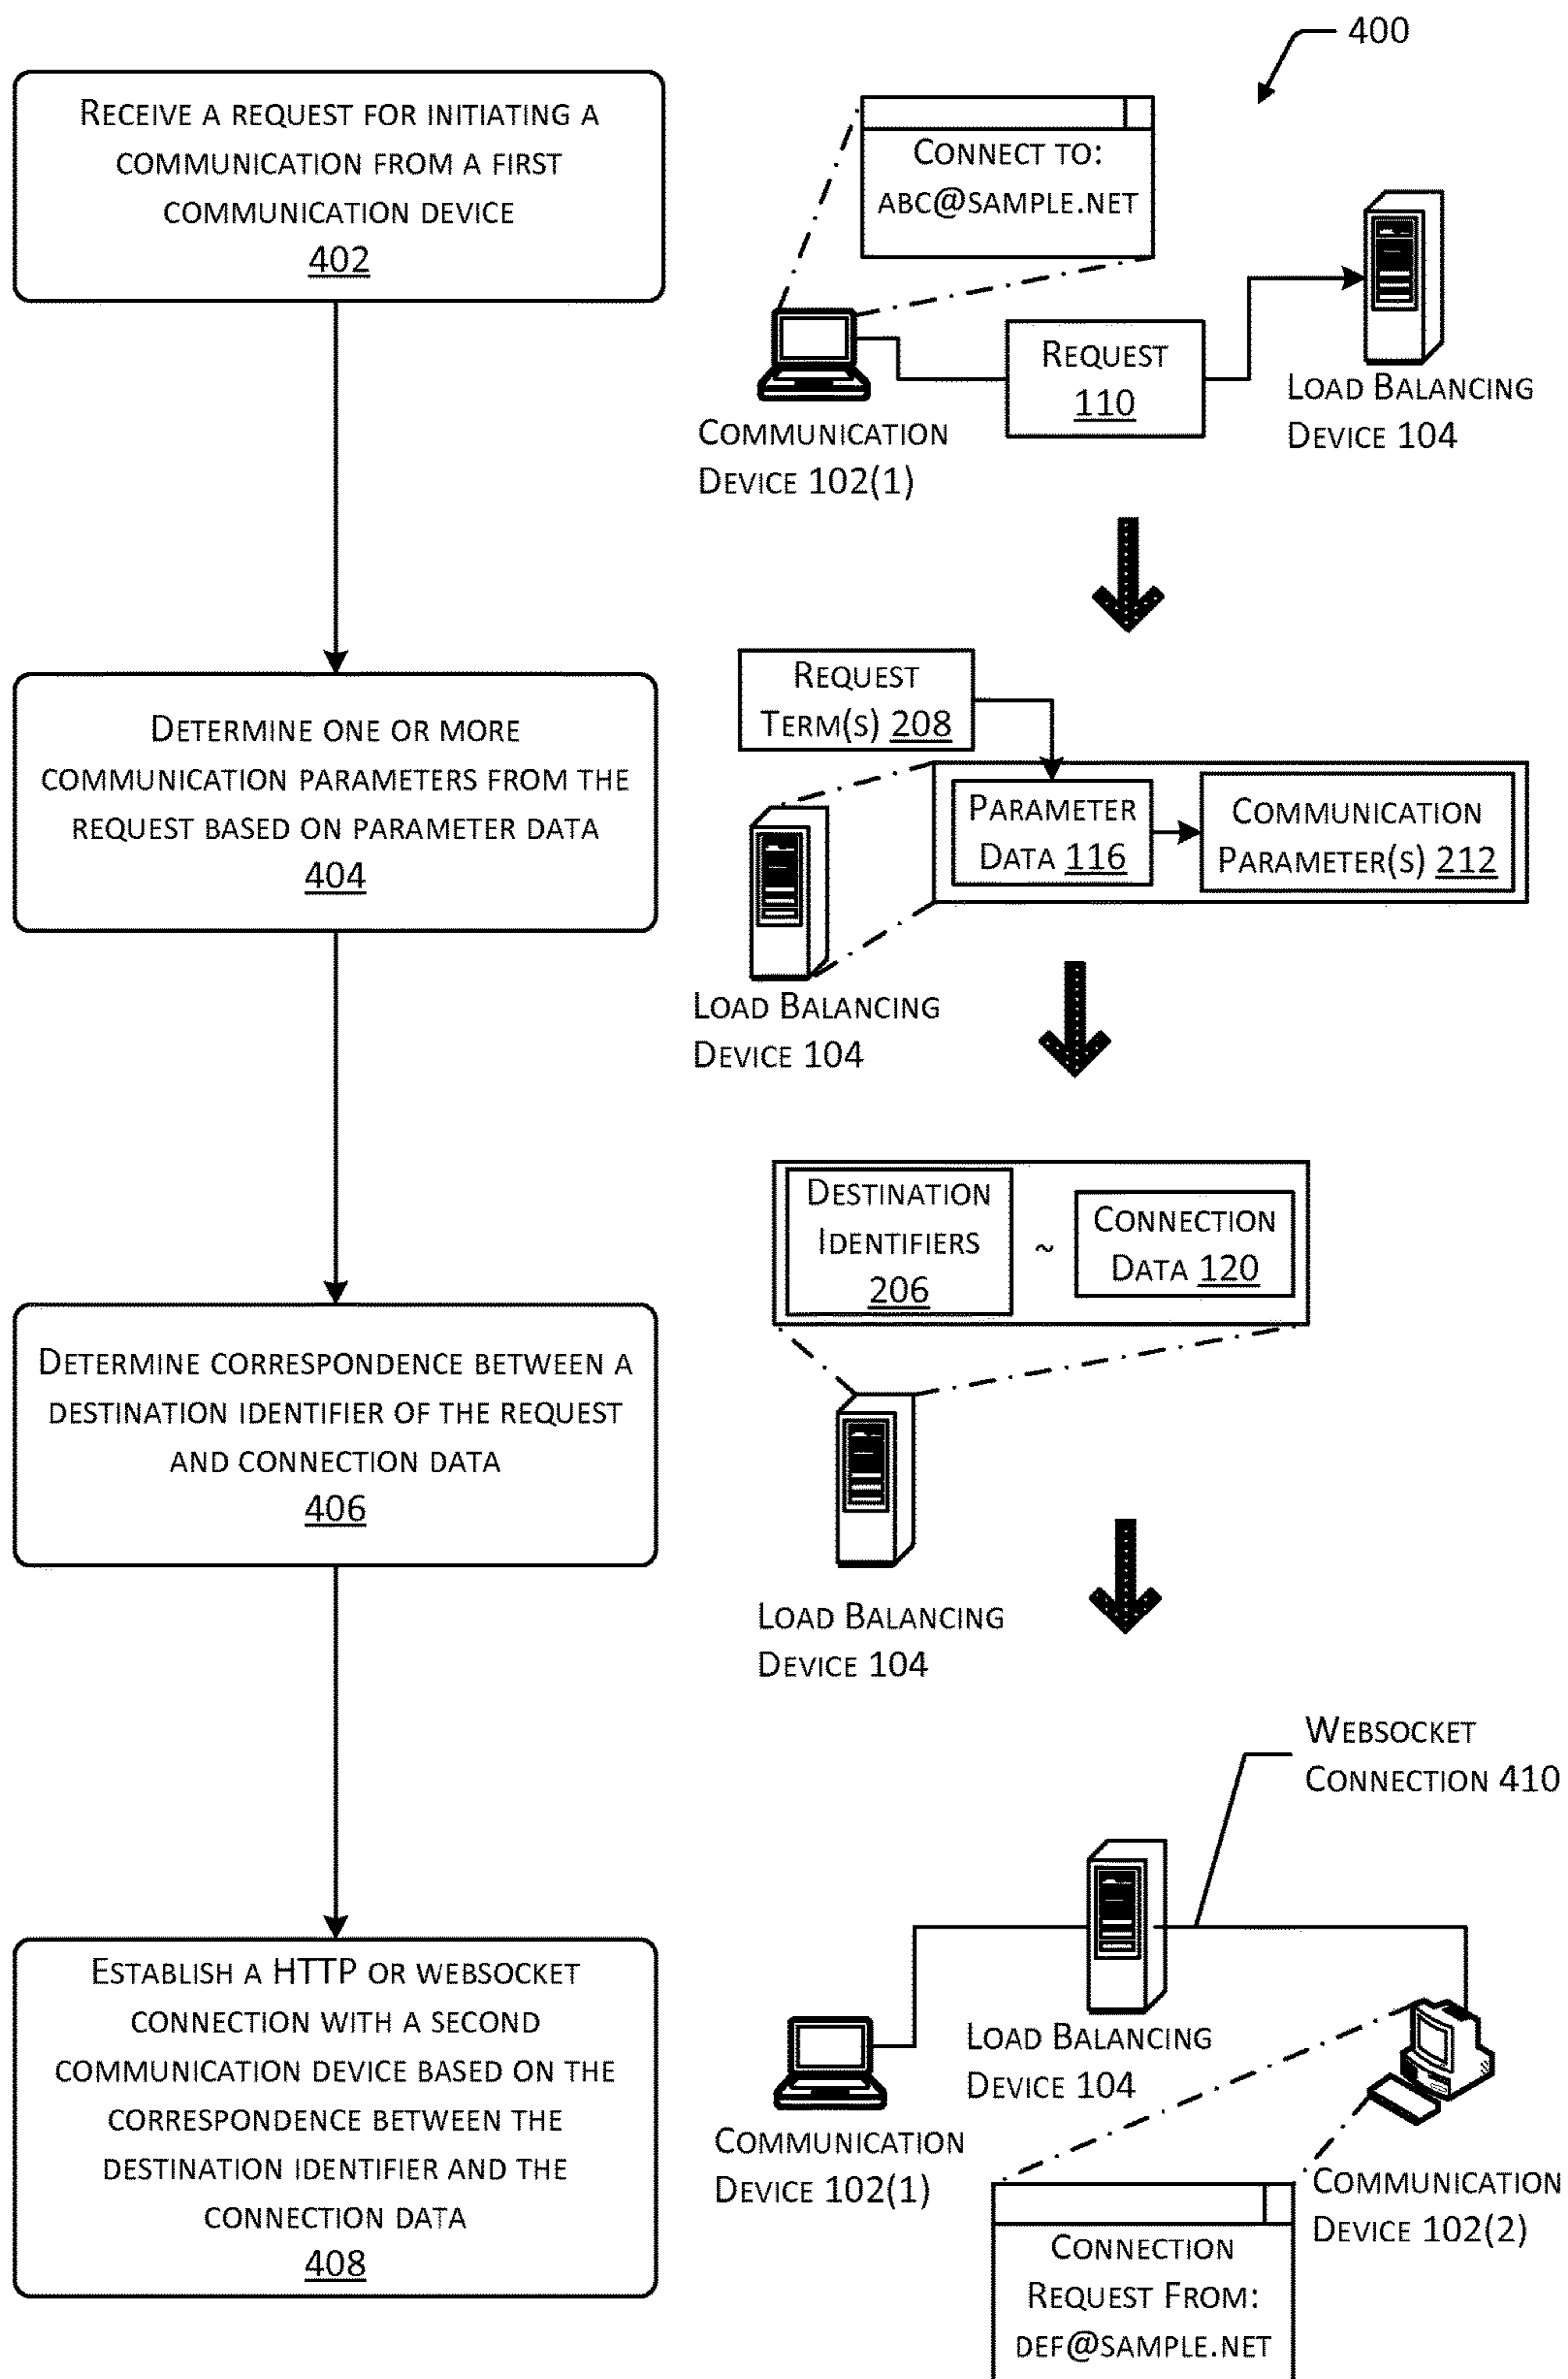 400
RECEIVE A REQUEST FOR INITIATING A
COMMUNICATION FROM A FIRST
COMMUNICATION DEVICE
402
CONNECT TO:
ABC@SAMPLE.NET
REQUEST
110
COMMUNICATION
DEVICE 102(1)
LOAD BALANCING
DEVICE 104
DETERMINE ONE OR MORE
COMMUNICATION PARAMETERS FROM THE
REQUEST BASED ON PARAMETER DATA
404
REQUEST
TERM(S) 208
PARAMETER
DATA 116
COMMUNICATION
PARAMETER(S) 212
LOAD BALANCING
DEVICE 104
DETERMINE CORRESPONDENCE BETWEEN A
DESTINATION IDENTIFIER OF THE REQUEST
AND CONNECTION DATA
406
DESTINATION
IDENTIFIERS
206
~
CONNECTION
DATA 120
LOAD BALANCING
DEVICE 104
ESTABLISH A HTTP OR WEBSOCKET
CONNECTION WITH A SECOND
COMMUNICATION DEVICE BASED ON THE
CORRESPONDENCE BETWEEN THE
DESTINATION IDENTIFIER AND THE
CONNECTION DATA
408
WEBSOCKET
CONNECTION 410
LOAD BALANCING
DEVICE 104
COMMUNICATION
DEVICE 102(1)
COMMUNICATION
DEVICE 102(2)
CONNECTION
REQUEST FROM:
DEF@SAMPLE.NET